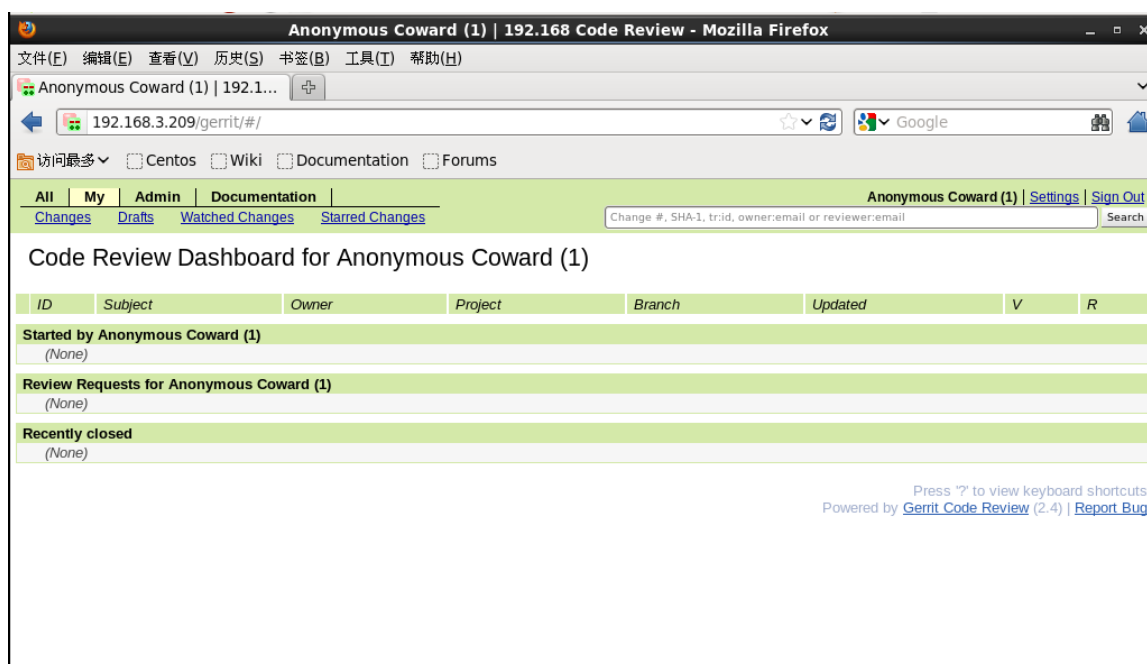 Anonymous Coward (1) | 192.168 Code Review - Mozilla Firefox
文件(F) 编辑(E) 查看(V) 历史(S) 书签(B) 工具(T) 帮助(H)
Anonymous Coward (1) | 192.1...
192.168.3.209/gerrit/#/ Google
访问最多 Centos Wiki Documentation Forums
All My Admin Documentation Anonymous Coward (1) | Settings | Sign Out
Changes Drafts Watched Changes Starred Changes Change #, SHA-1, tr:id, owner:email or reviewer:email Search
Code Review Dashboard for Anonymous Coward (1)
ID Subject Owner Project Branch Updated V R
Started by Anonymous Coward (1)
(None)
Review Requests for Anonymous Coward (1)
(None)
Recently closed
(None)
Press '?' to view keyboard shortcuts
Powered by Gerrit Code Review (2.4) | Report Bug